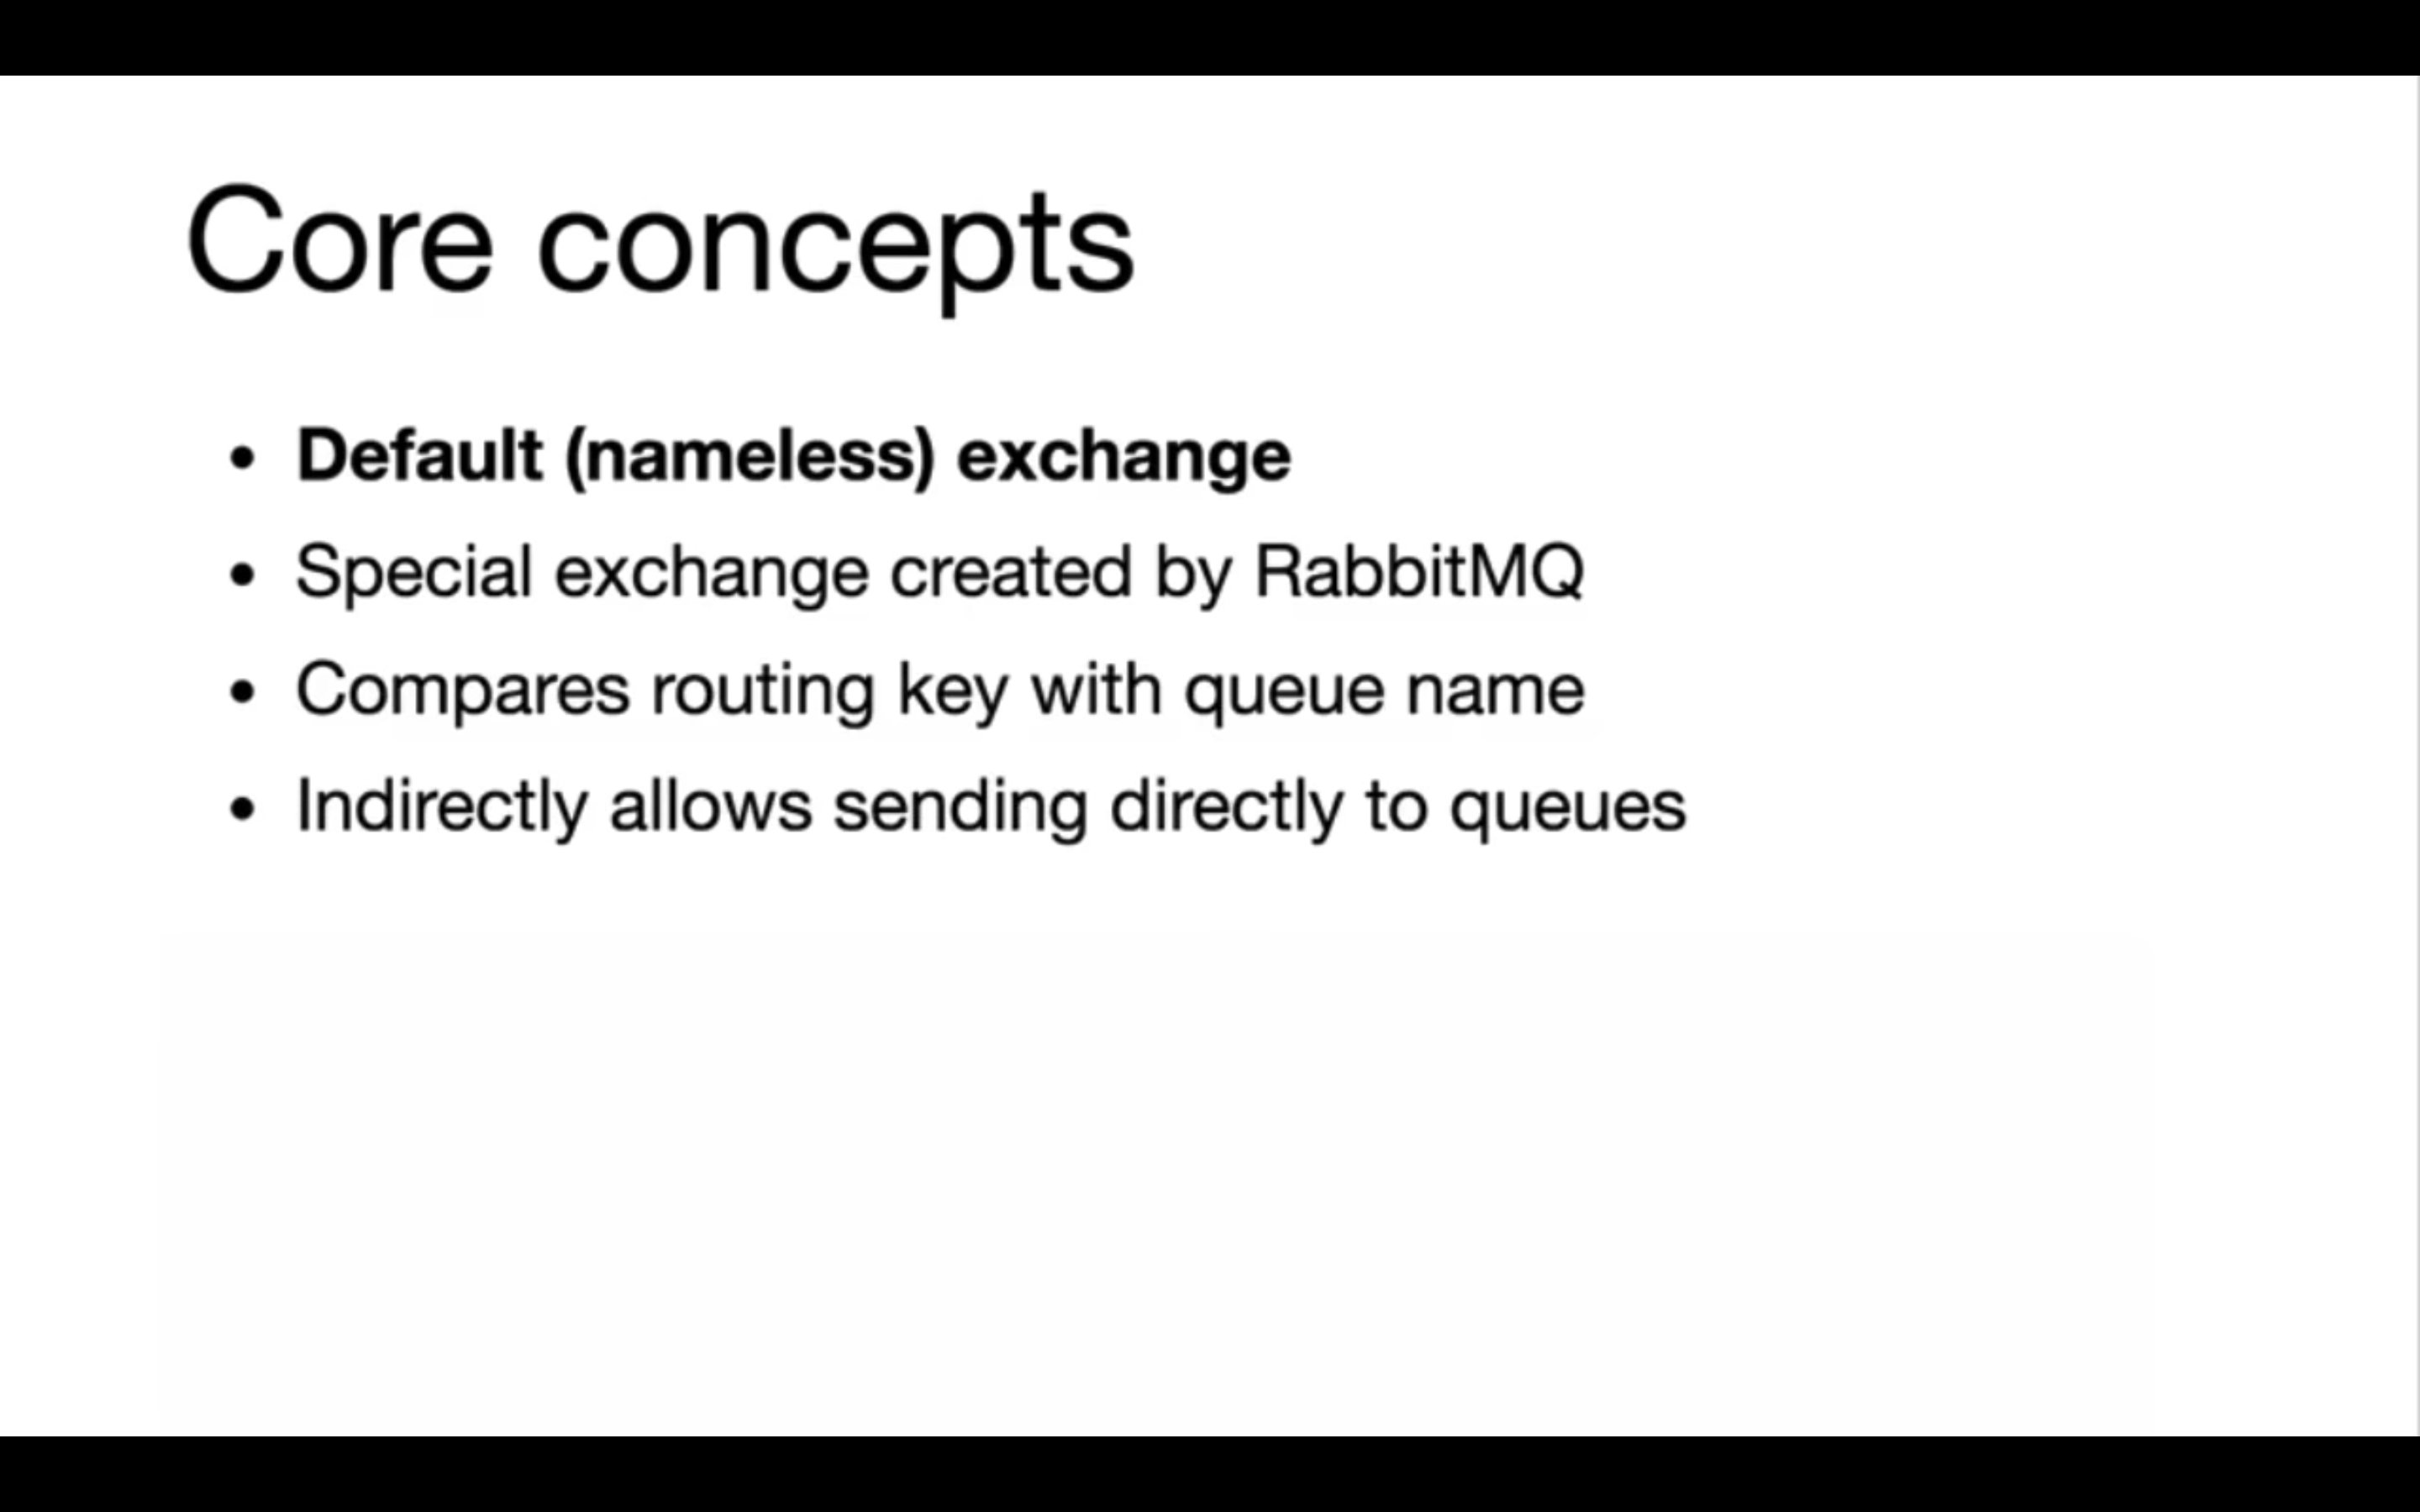 Core concepts
• Default (nameless) exchange
• Special exchange created by RabbitMQ
• Compares routing key with queue name
• Indirectly allows sending directly to queues